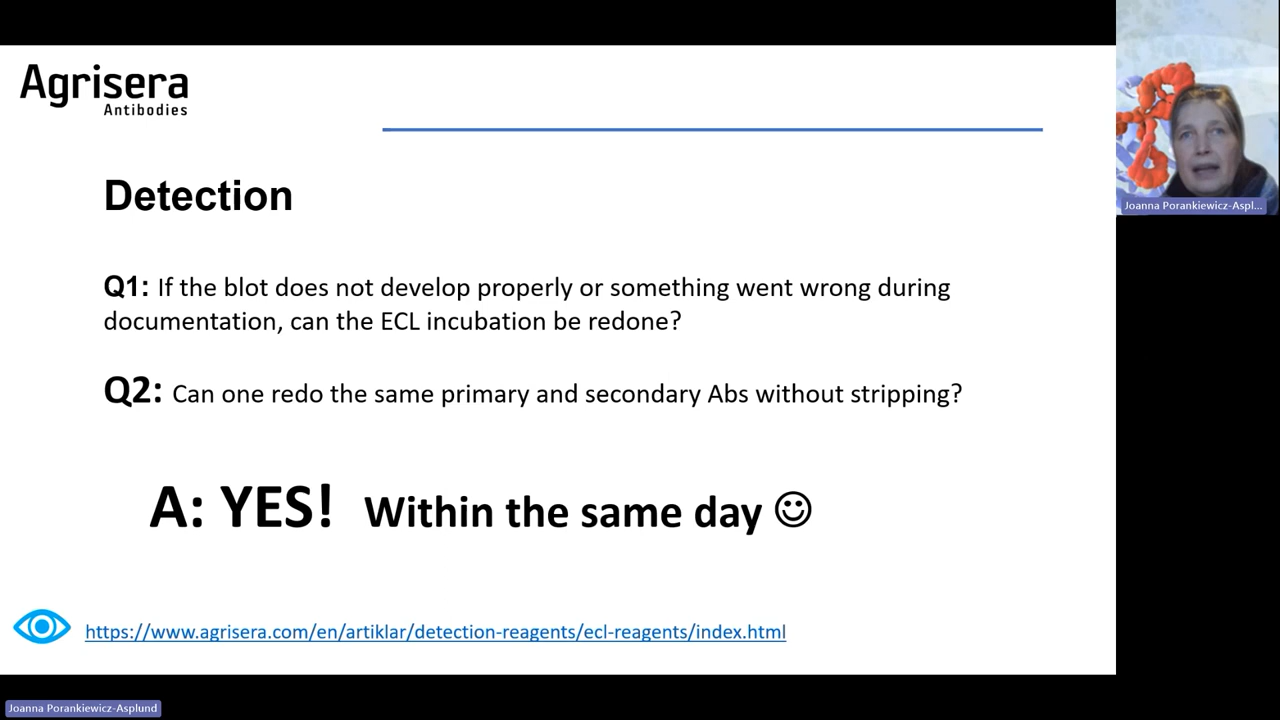 Agrisera
Antibodies
Detection
Q1: If the blot does not develop properly or something went wrong during
documentation, can the ECL incubation be redone?
Q2: Can one redo the same primary and secondary Abs without stripping?
A: YES! Within the same day ☺
https://www.agrisera.com/en/artiklar/detection-reagents/ecl-reagents/index.html
Joanna Porankiewicz-Aspl...
Joanna Porankiewicz-Asplund